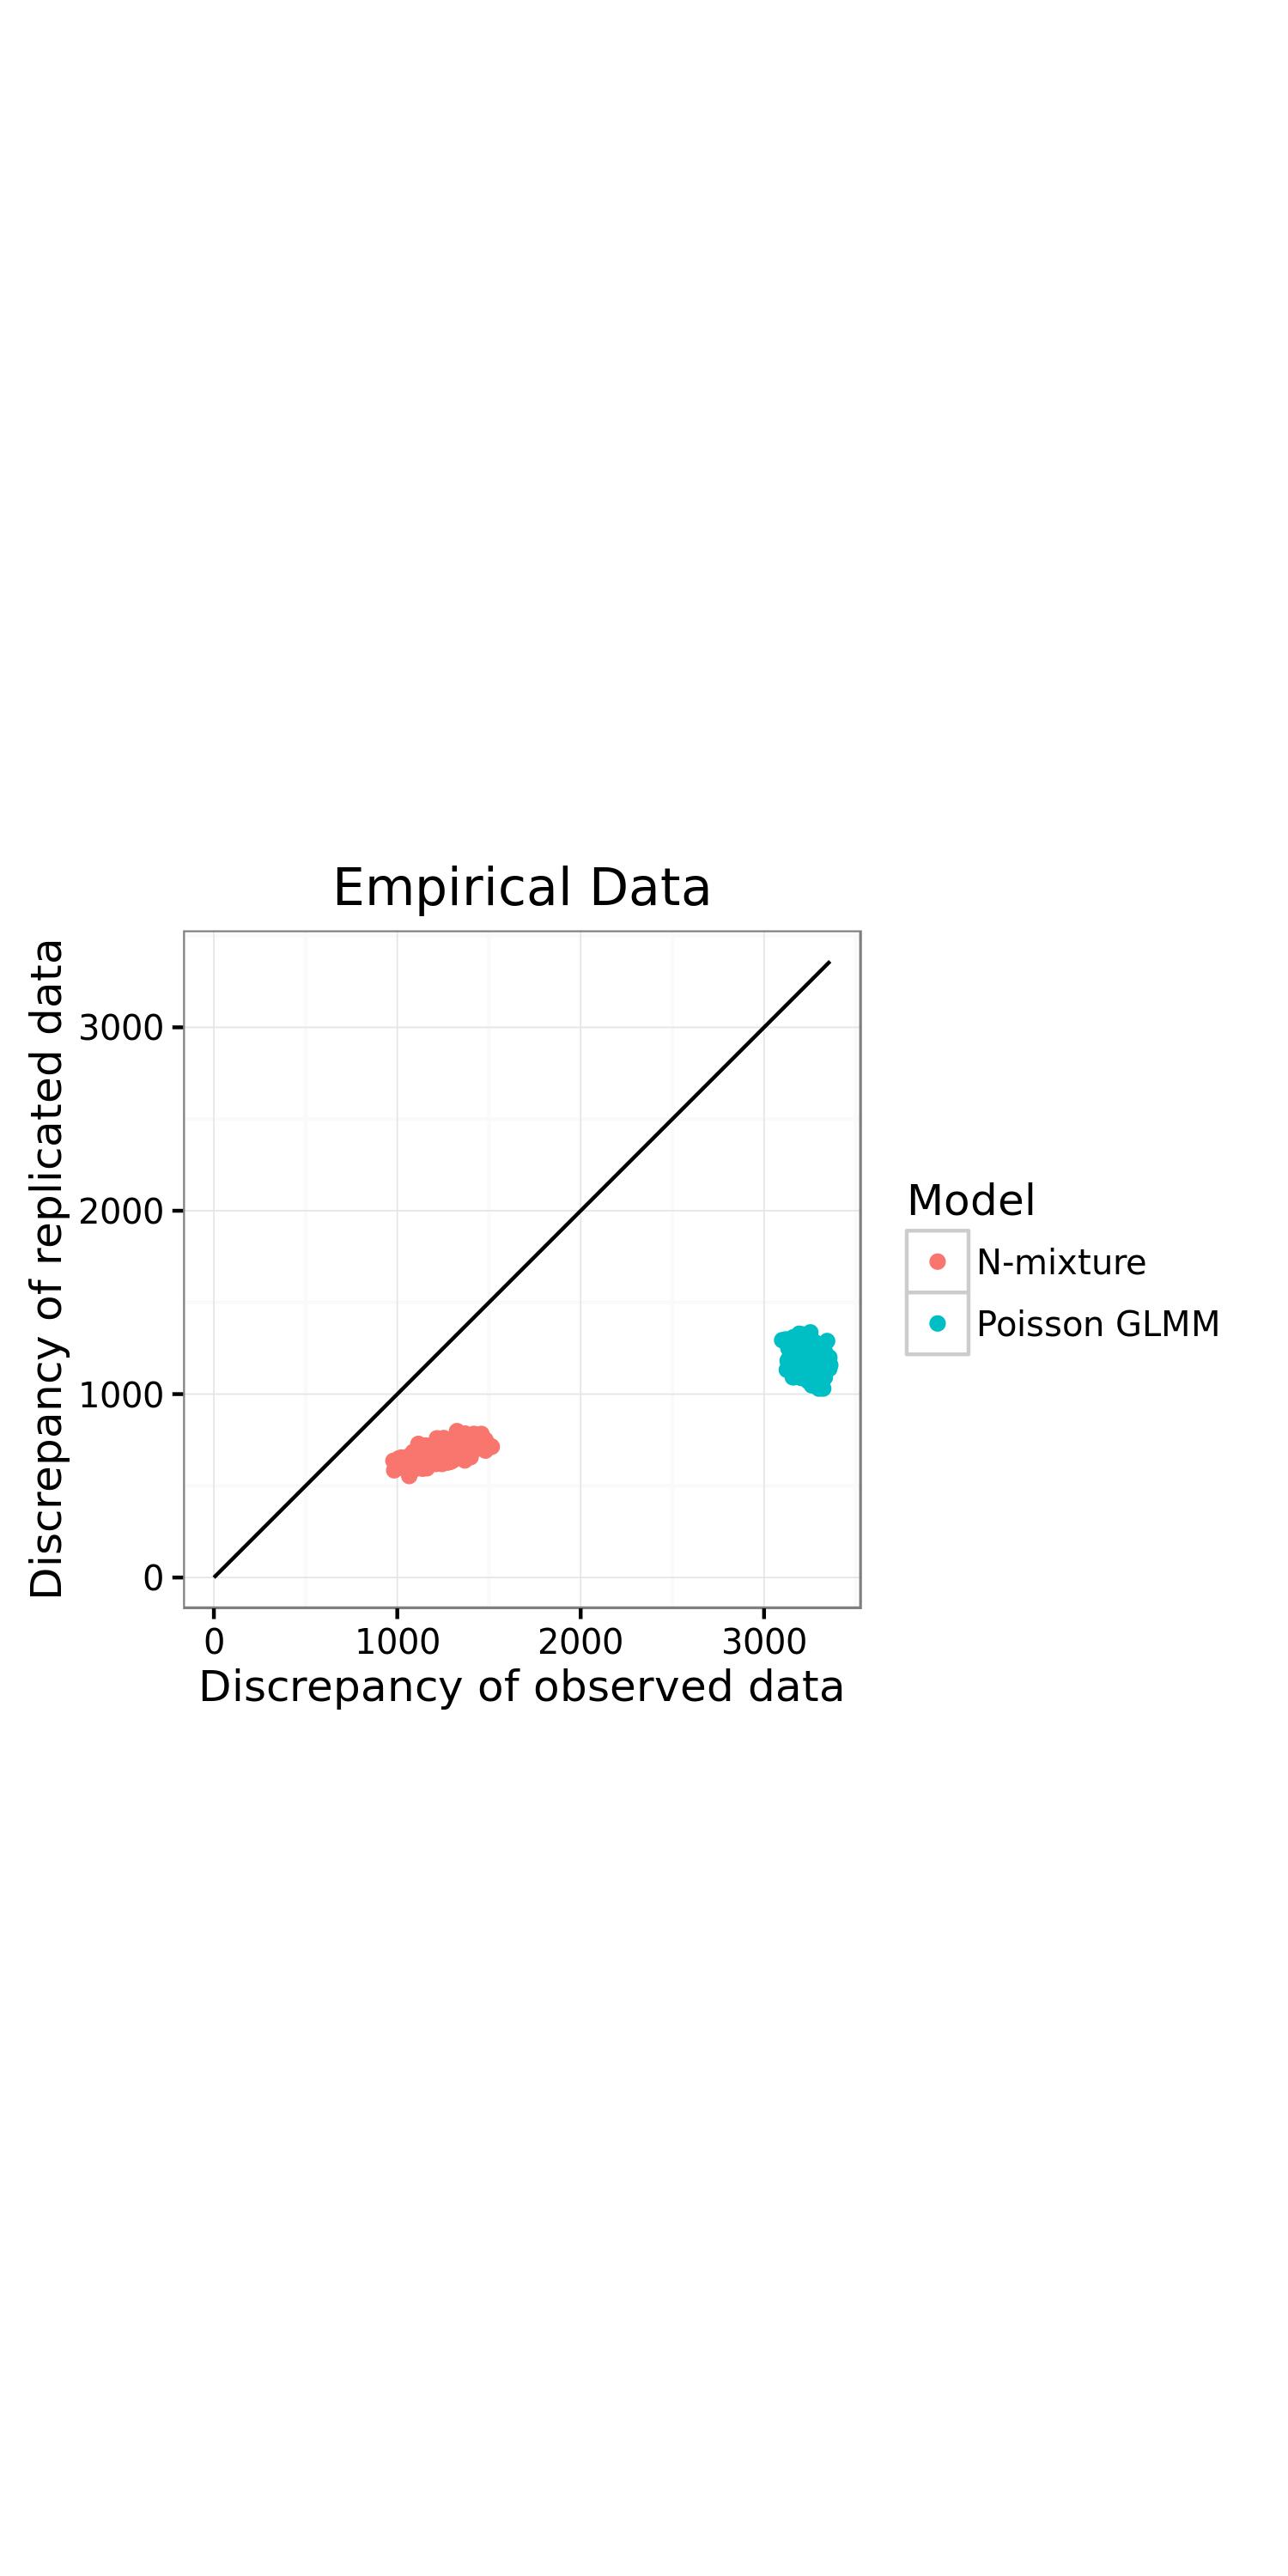 Empirical Data
Discrepancy of replicated data
3000
2000
1000
0
0 1000 2000 3000
Discrepancy of observed data
Model
N-mixture
Poisson GLMM